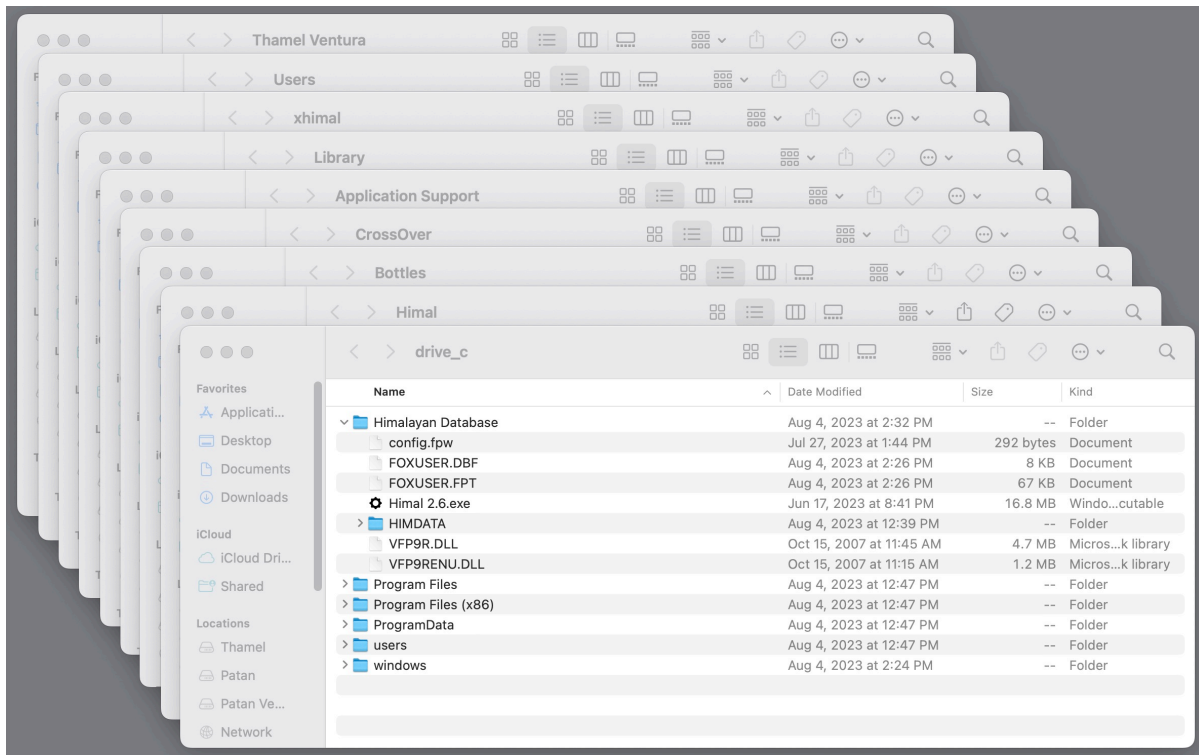 Thamel Ventura
Users
xhimal
Library
Application Support
CrossOver
Bottles
Himal
drive_c
Favorites
Applicati...
Desktop
Documents
Downloads
iCloud
iCloud Dri...
Shared
Locations
Thamel
Patan
Patan Ve...
Network
Name Date Modified Size Kind
Himalayan Database Aug 4, 2023 at 2:32 PM -- Folder
config.fpw Jul 27, 2023 at 1:44 PM 292 bytes Document
FOXUSER.DBF Aug 4, 2023 at 2:26 PM 8 KB Document
FOXUSER.FPT Aug 4, 2023 at 2:26 PM 67 KB Document
Himal 2.6.exe Jun 17, 2023 at 8:41 PM 16.8 MB Windo...cutable
HIMDATA Aug 4, 2023 at 12:39 PM -- Folder
VFP9R.DLL Oct 15, 2007 at 11:45 AM 4.7 MB Micros...k library
VFP9RENU.DLL Oct 15, 2007 at 11:15 AM 1.2 MB Micros...k library
Program Files Aug 4, 2023 at 12:47 PM -- Folder
Program Files (x86) Aug 4, 2023 at 12:47 PM -- Folder
ProgramData Aug 4, 2023 at 12:47 PM -- Folder
users Aug 4, 2023 at 12:47 PM -- Folder
windows Aug 4, 2023 at 2:24 PM -- Folder